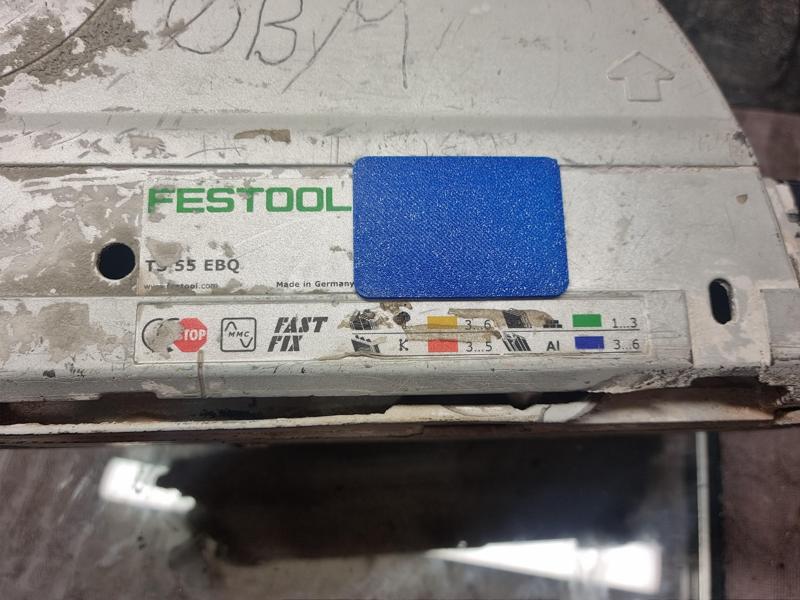 ØBYM
FESTOOL
TS 55 EBQ
www.festool.com Made in Germany
STOP MMC FAST FIX
3...6 1...3
K 3...5 Al 3..6